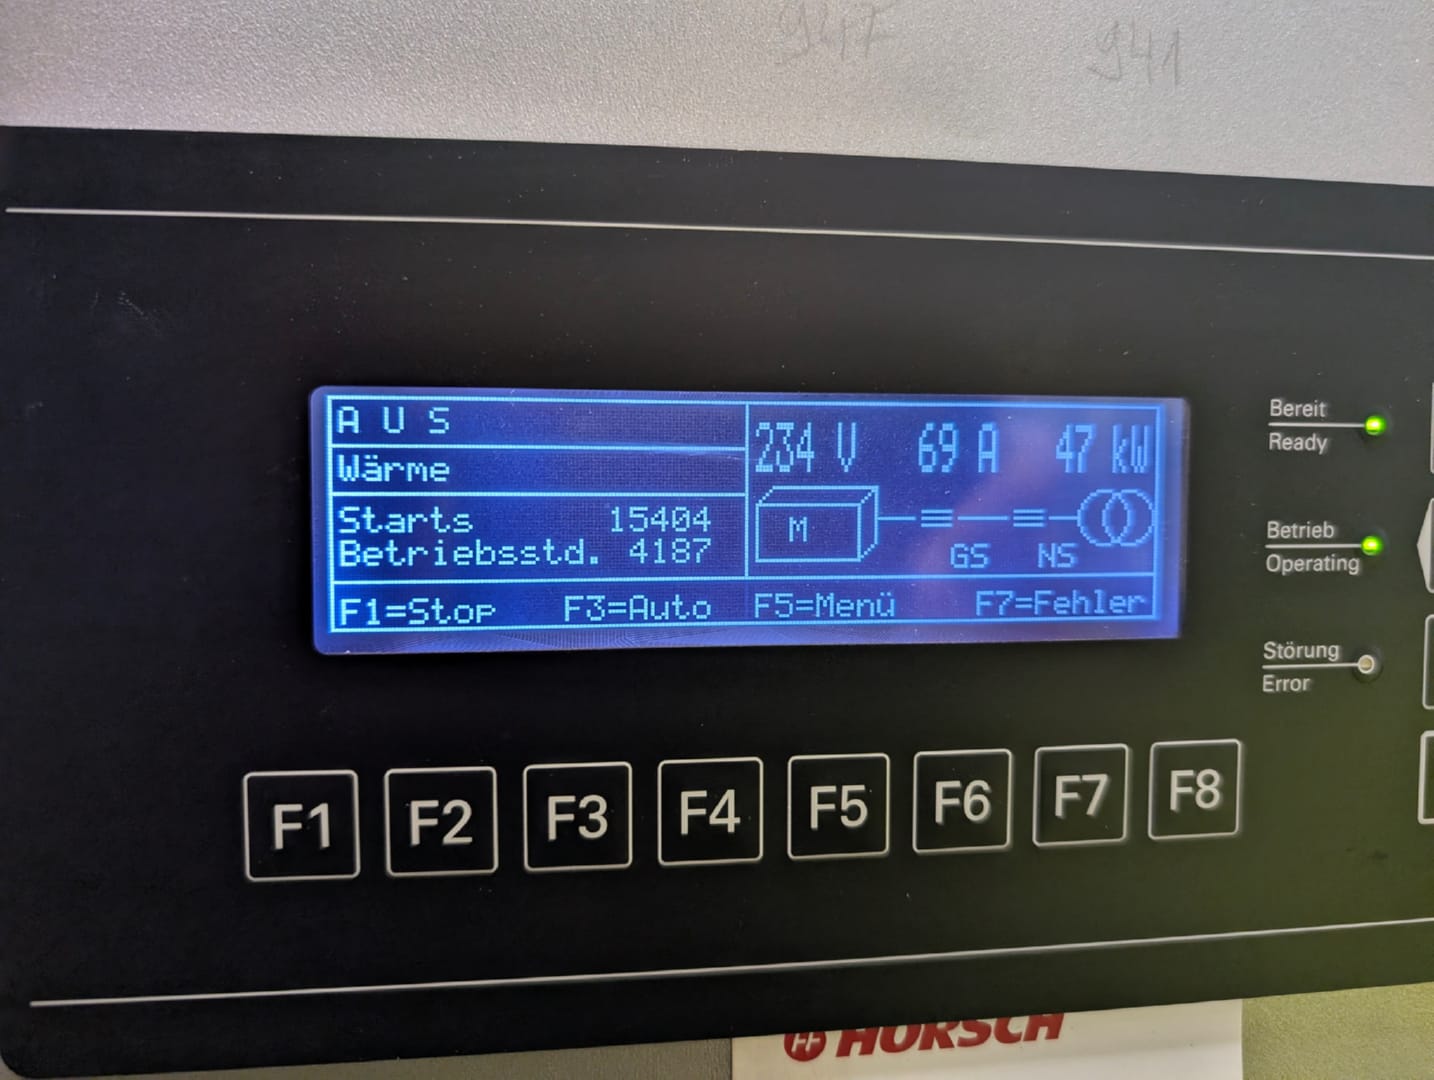 947 941
A U S
Wärme
Starts 15404
Betriebsstd. 4187
234 V 69 A 47 kW
M
GS NS
F1=Stop F3=Auto F5=Menü F7=Fehler
Bereit
Ready
Betrieb
Operating
Störung
Error
F1 F2 F3 F4 F5 F6 F7 F8
HORSCH